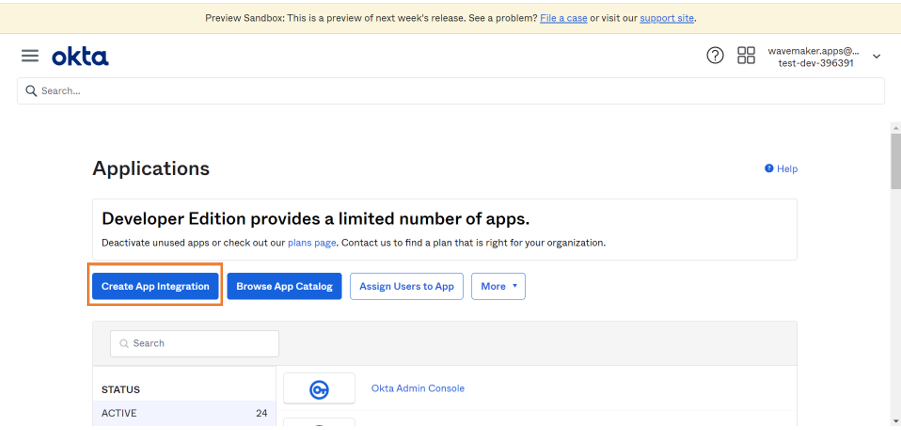 Preview Sandbox: This is a preview of next week's release. See a problem? File a case or visit our support site.
okta
wavemaker.apps@...
test-dev-396391
Search...
Applications
Help
Developer Edition provides a limited number of apps.
Deactivate unused apps or check out our plans page. Contact us to find a plan that is right for your organization.
Create App Integration Browse App Catalog Assign Users to App More
Search
STATUS
Okta Admin Console
ACTIVE 24